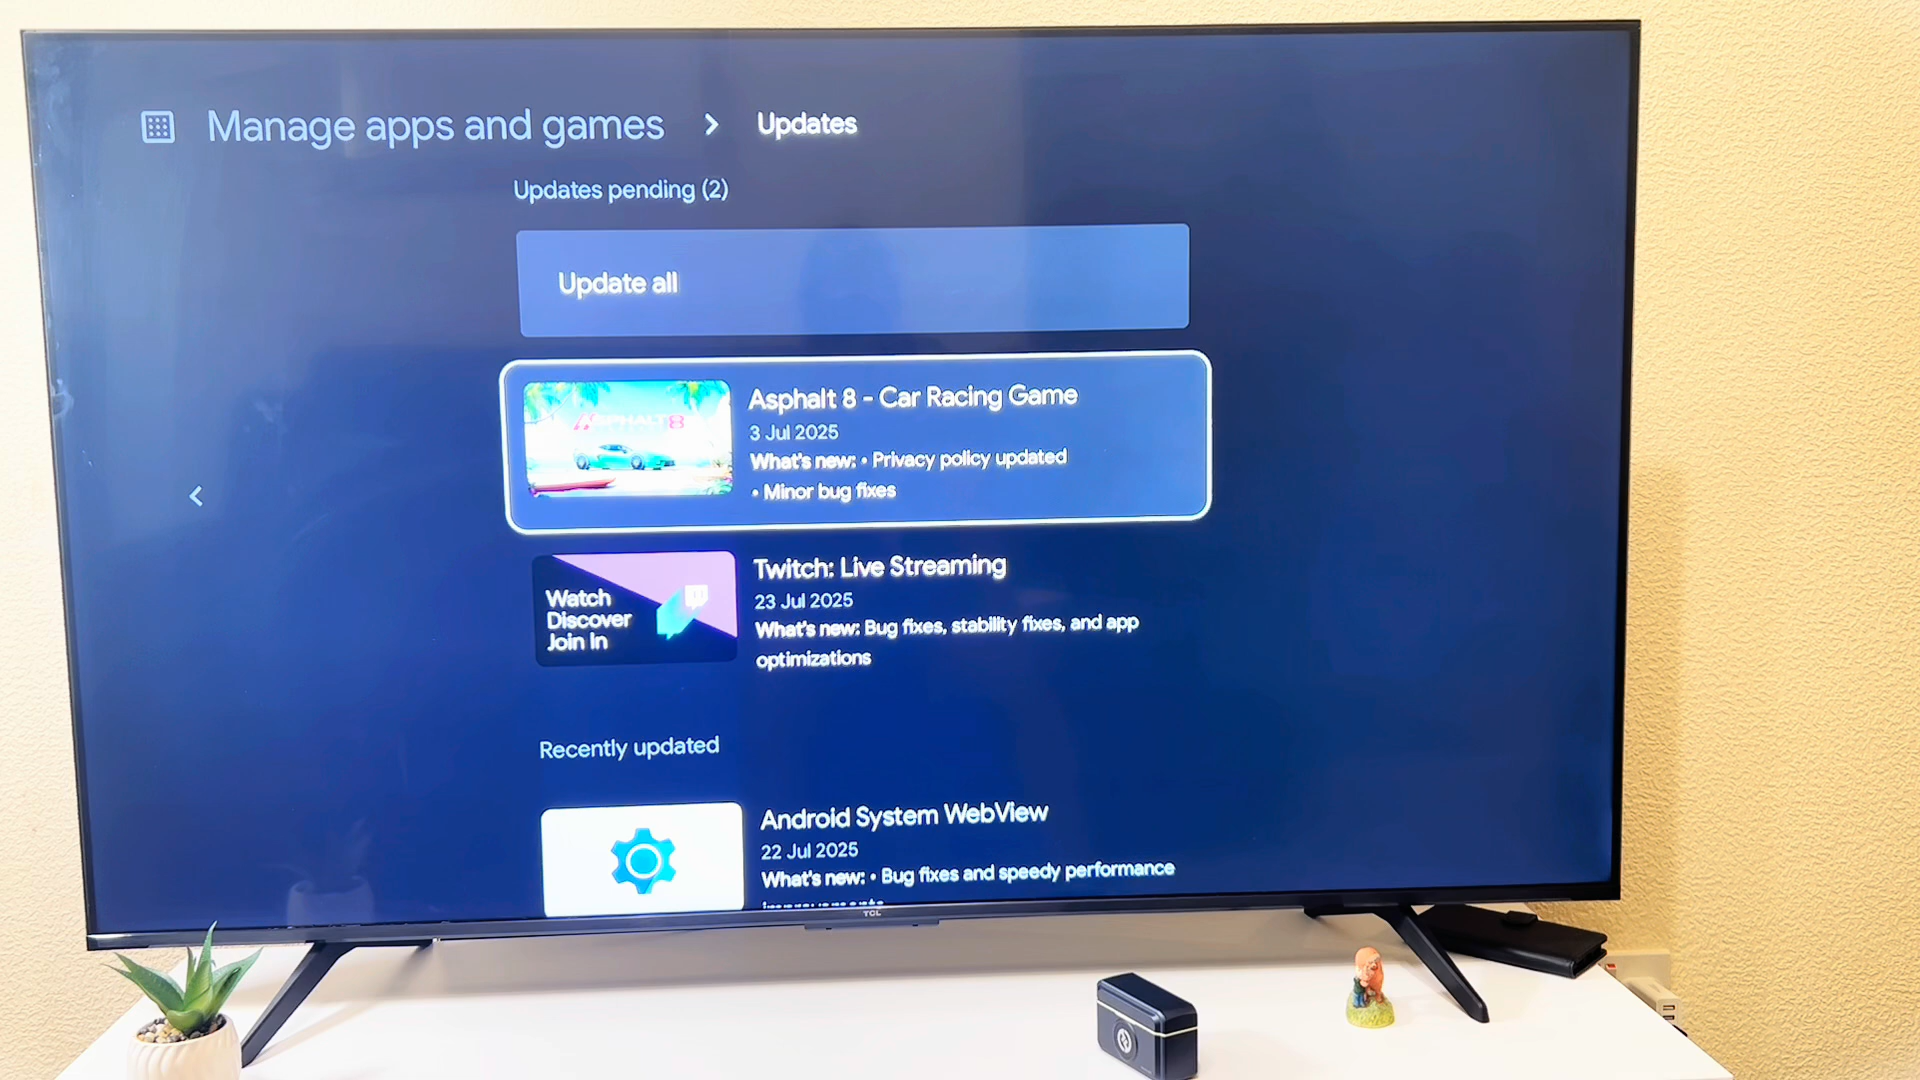 Manage apps and games > Updates
Updates pending (2)
Update all
ASPHALT 8
Asphalt 8 - Car Racing Game
3 Jul 2025
What's new: • Privacy policy updated
• Minor bug fixes
Watch
Discover
Join In
Twitch: Live Streaming
23 Jul 2025
What's new: Bug fixes, stability fixes, and app
optimizations
Recently updated
Android System WebView
22 Jul 2025
What's new: • Bug fixes and speedy performance
TCL